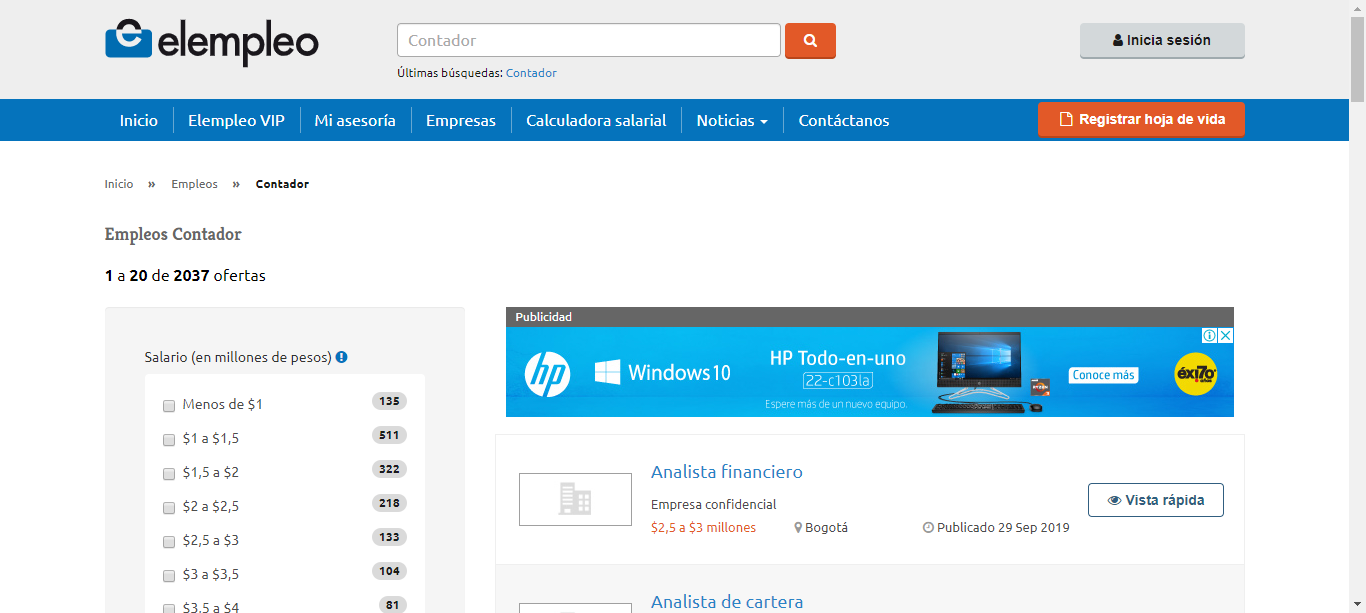 elempleo
Contador
Últimas búsquedas: Contador
Inicia sesión
Inicio
Elempleo VIP
Mi asesoría
Empresas
Calculadora salarial
Noticias
Contáctanos
Registrar hoja de vida
Inicio » Empleos » Contador
Empleos Contador
1 a 20 de 2037 ofertas
Salario (en millones de pesos)
Menos de $1 135
$1 a $1,5 511
$1,5 a $2 322
$2 a $2,5 218
$2,5 a $3 133
$3 a $3,5 104
$3,5 a $4 81
Publicidad
hp
Windows 10
HP Todo-en-uno
22-c103la
Espere más de un nuevo equipo.
RYZEN
Conoce más
éxito
Analista financiero
Empresa confidencial
$2,5 a $3 millones
Bogotá
Publicado 29 Sep 2019
Vista rápida
Analista de cartera